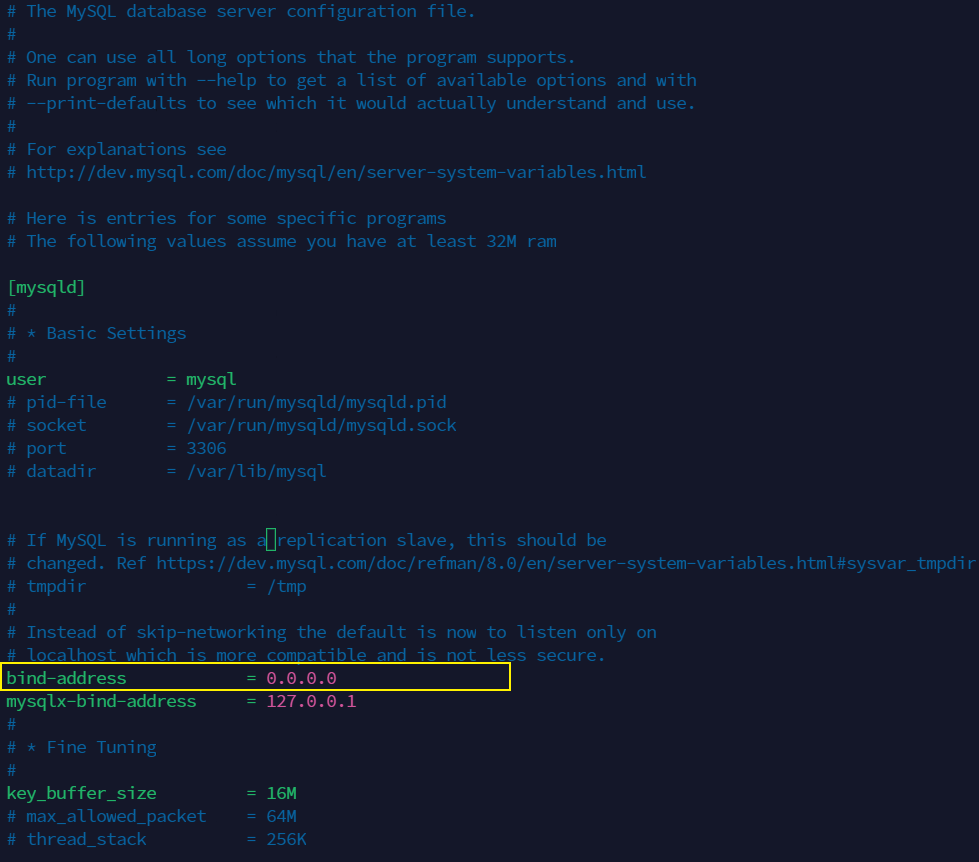 # The MySQL database server configuration file.
#
# One can use all long options that the program supports.
# Run program with --help to get a list of available options and with
# --print-defaults to see which it would actually understand and use.
#
# For explanations see
# http://dev.mysql.com/doc/mysql/en/server-system-variables.html
# Here is entries for some specific programs
# The following values assume you have at least 32M ram
[mysqld]
#
# * Basic Settings
#
user            = mysql
# pid-file      = /var/run/mysqld/mysqld.pid
# socket        = /var/run/mysqld/mysqld.sock
# port          = 3306
# datadir       = /var/lib/mysql
# If MySQL is running as a replication slave, this should be
# changed. Ref https://dev.mysql.com/doc/refman/8.0/en/server-system-variables.html#sysvar_tmpdir
# tmpdir                = /tmp
#
# Instead of skip-networking the default is now to listen only on
# localhost which is more compatible and is not less secure.
bind-address            = 0.0.0.0
mysqlx-bind-address     = 127.0.0.1
#
# * Fine Tuning
#
key_buffer_size         = 16M
# max_allowed_packet    = 64M
# thread_stack          = 256K